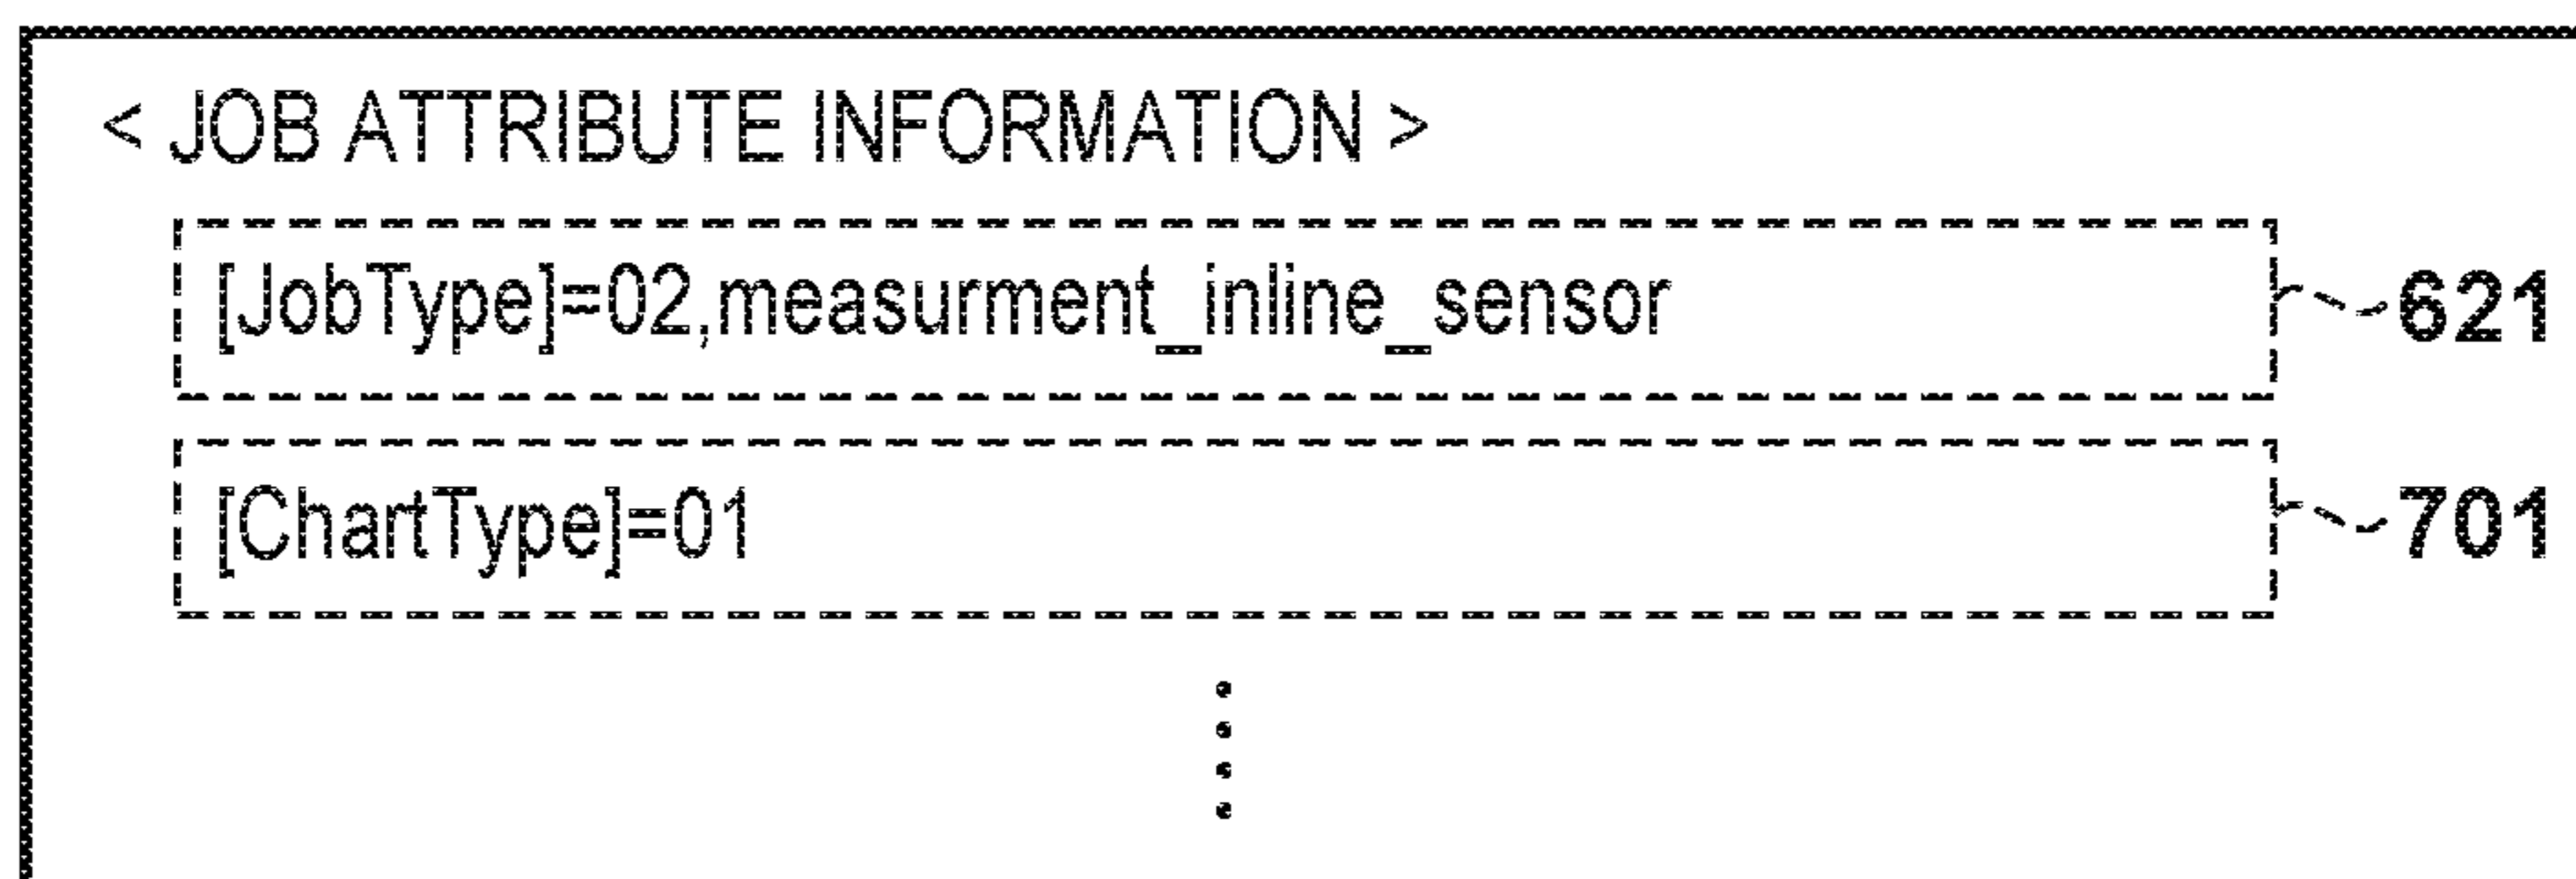 < JOB ATTRIBUTE INFORMATION >
[JobType]=02,measurment_inline_sensor
621
[ChartType]=01
701